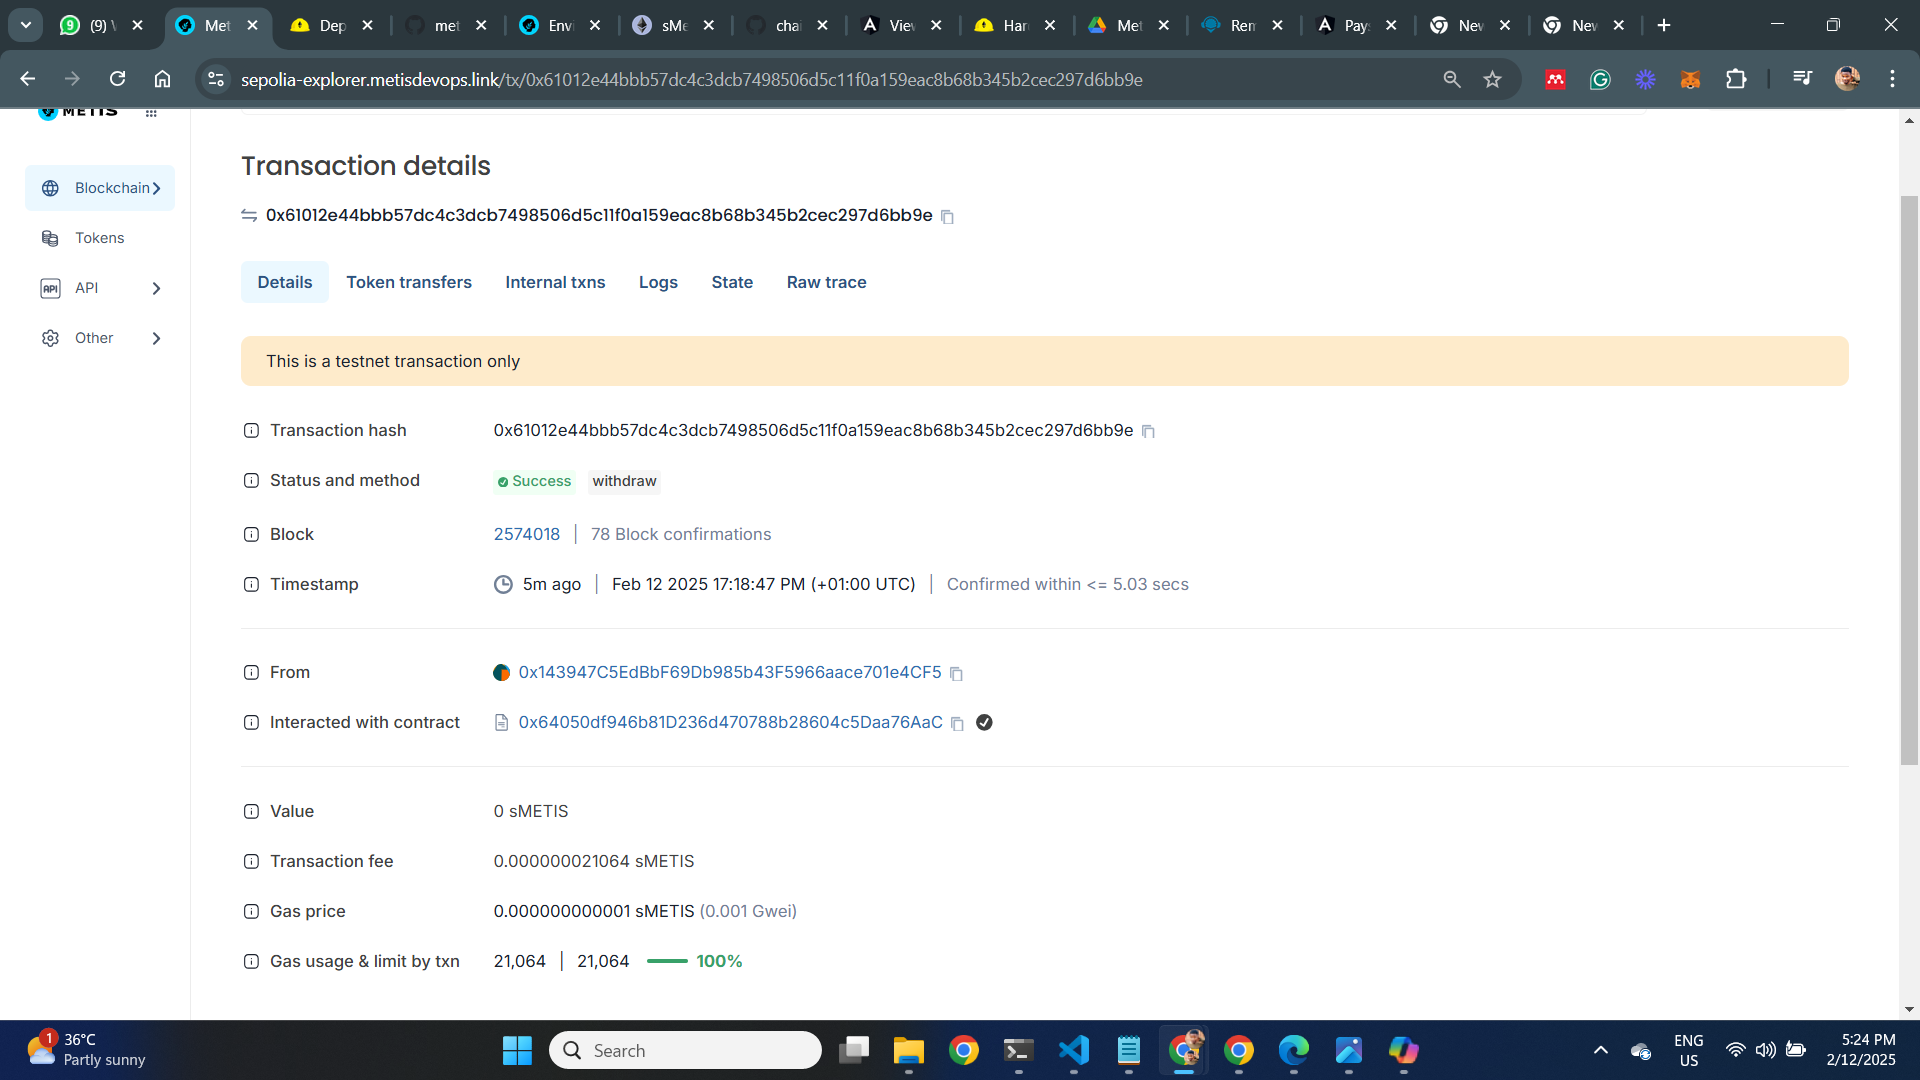 (9) W
Met
Dep
met
Envi
sME
chai
View
Har
Met
Rem
Pays
New
New
sepolia-explorer.metisdevops.link/tx/0x61012e44bbb57dc4c3dcb7498506d5c11f0a159eac8b68b345b2cec297d6bb9e
METIS
Blockchain
Tokens
API
Other
Transaction details
0x61012e44bbb57dc4c3dcb7498506d5c11f0a159eac8b68b345b2cec297d6bb9e
Details Token transfers Internal txns Logs State Raw trace
This is a testnet transaction only
Transaction hash 0x61012e44bbb57dc4c3dcb7498506d5c11f0a159eac8b68b345b2cec297d6bb9e
Status and method Success withdraw
Block 2574018 | 78 Block confirmations
Timestamp 5m ago | Feb 12 2025 17:18:47 PM (+01:00 UTC) | Confirmed within <= 5.03 secs
From 0x143947C5EdBbF69Db985b43F5966aace701e4CF5
Interacted with contract 0x64050df946b81D236d470788b28604c5Daa76AaC
Value 0 sMETIS
Transaction fee 0.000000021064 sMETIS
Gas price 0.000000000001 sMETIS (0.001 Gwei)
Gas usage & limit by txn 21,064 | 21,064 100%
1
36°C
Partly sunny
Search
ENG
US
5:24 PM
2/12/2025